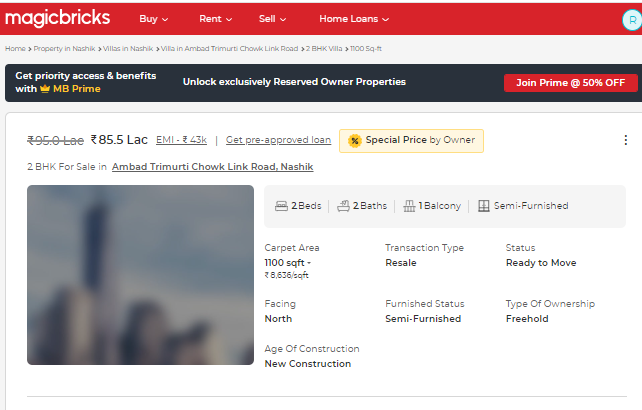 magicbricks Buy Rent Sell Home Loans R
Home > Property in Nashik > Villas in Nashik > Villa in Ambad Trimurti Chowk Link Road > 2 BHK Villa > 1100 Sq-ft
Get priority access & benefits
with MB Prime
Unlock exclusively Reserved Owner Properties
Join Prime @ 50% OFF
₹95.0 Lac ₹85.5 Lac EMI - ₹ 43k | Get pre-approved loan % Special Price by Owner
2 BHK For Sale in Ambad Trimurti Chowk Link Road, Nashik
2 Beds 2 Baths 1 Balcony Semi-Furnished
Carpet Area Transaction Type Status
1100 sqft - Resale Ready to Move
₹ 8,636/sqft
Facing Furnished Status Type Of Ownership
North Semi-Furnished Freehold
Age Of Construction
New Construction